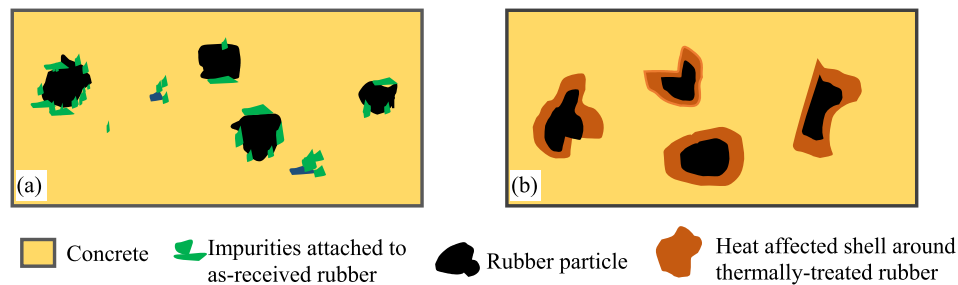 (a)
(b)
Concrete
Impurities attached to
as-received rubber
Rubber particle
Heat affected shell around
thermally-treated rubber